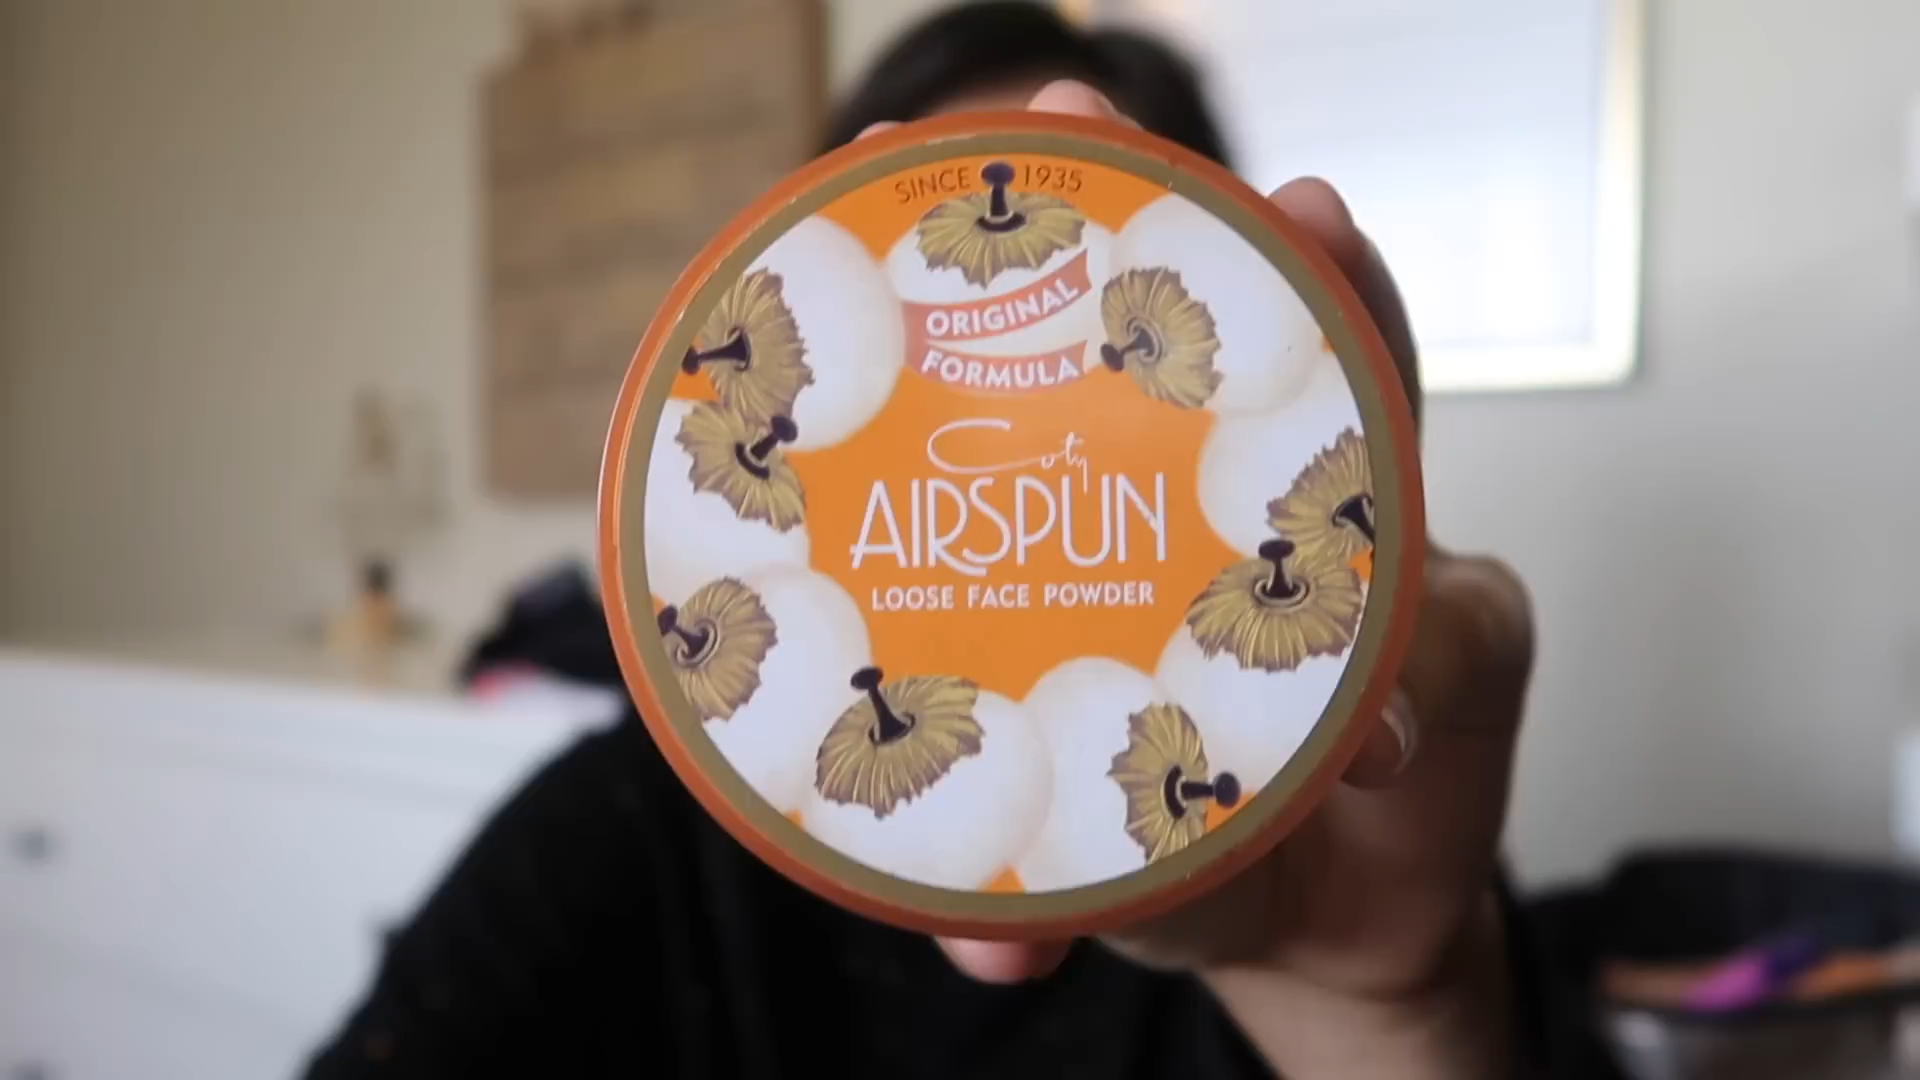 SINCE 1935
ORIGINAL
FORMULA
Coty
AIRSPUN
LOOSE FACE POWDER